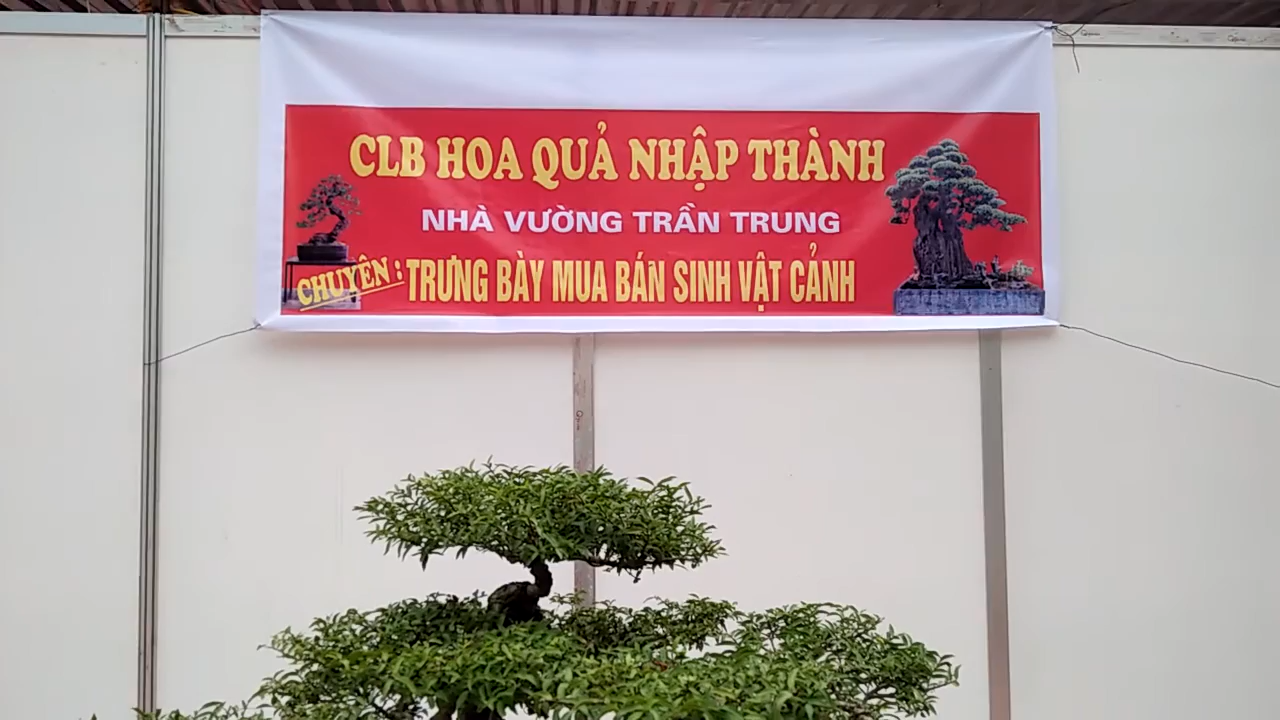 CLB HOA QUẢ NHẬP THÀNH
NHÀ VƯỜNG TRẦN TRUNG
CHUYÊN: TRƯNG BÀY MUA BÁN SINH VẬT CẢNH